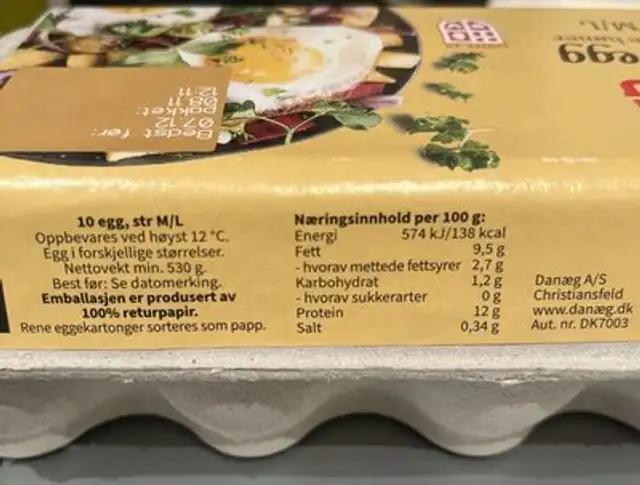 egg
M/L
Bedst før:
07.12
pakket:
08.11
12:11
10 egg, str M/L
Oppbevares ved høyst 12 °C.
Egg i forskjellige størrelser.
Nettovekt min. 530 g.
Best før: Se datomerking.
Emballasjen er produsert av
100% returpapir.
Rene eggekartonger sorteres som papp.
Næringsinnhold per 100 g:
Energi 574 kJ/138 kcal
Fett 9,5 g
- hvorav mettede fettsyrer 2,7 g
Karbohydrat 1,2 g
- hvorav sukkerarter 0 g
Protein 12 g
Salt 0,34 g
Danæg A/S
Christiansfeld
www.danæg.dk
Aut. nr. DK7003